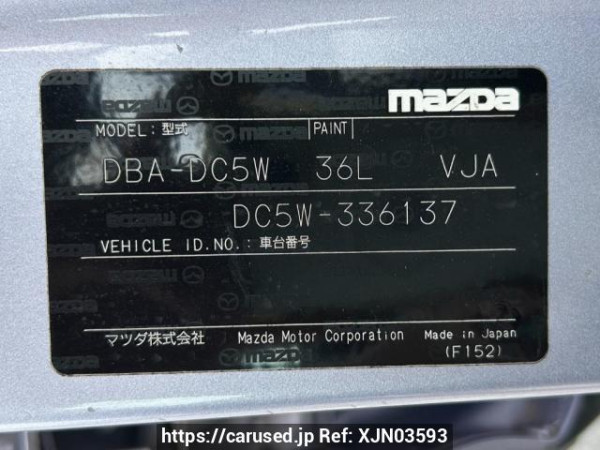 mazda
MODEL: 型式 PAINT
DBA-DC5W 36L VJA
DC5W-336137
VEHICLE ID.NO.: 車台番号
マツダ株式会社 Mazda Motor Corporation Made in Japan
(F152)
https://carused.jp Ref: XJN03593